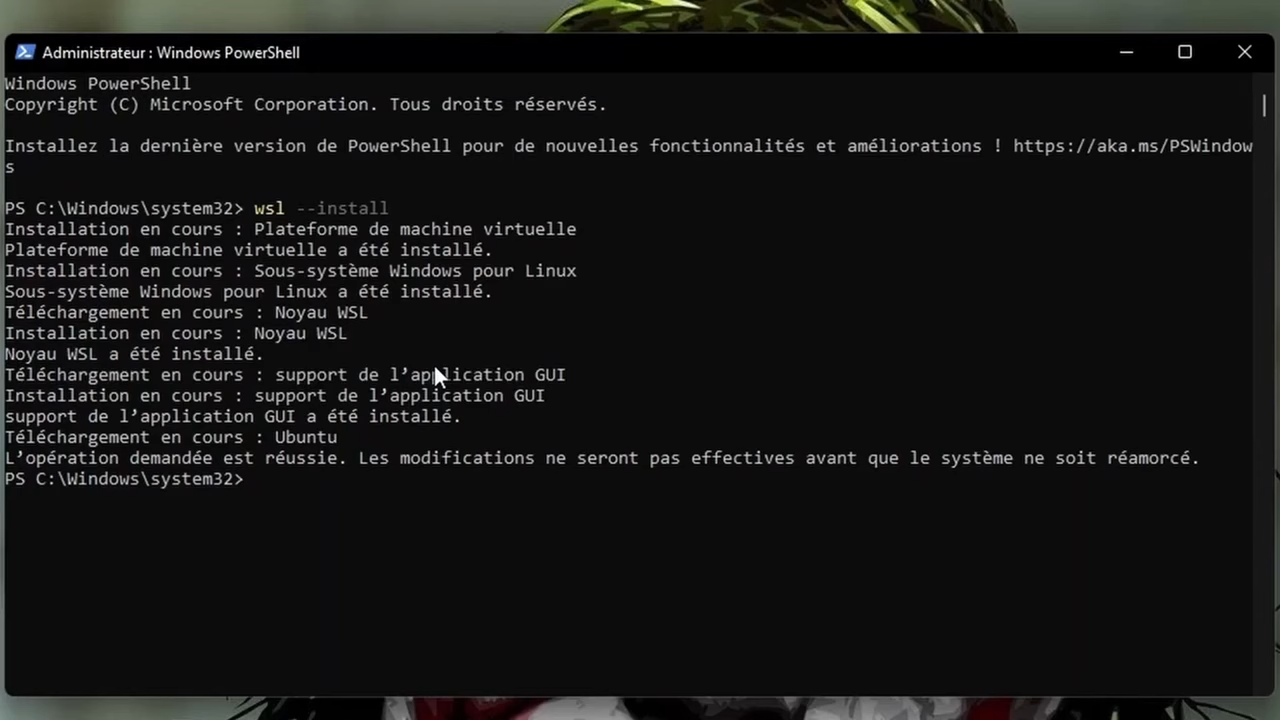 Administrateur : Windows PowerShell
Windows PowerShell
Copyright (C) Microsoft Corporation. Tous droits réservés.
Installez la dernière version de PowerShell pour de nouvelles fonctionnalités et améliorations ! https://aka.ms/PSWindow
s
PS C:\Windows\system32> wsl --install
Installation en cours : Plateforme de machine virtuelle
Plateforme de machine virtuelle a été installé.
Installation en cours : Sous-système Windows pour Linux
Sous-système Windows pour Linux a été installé.
Téléchargement en cours : Noyau WSL
Installation en cours : Noyau WSL
Noyau WSL a été installé.
Téléchargement en cours : support de l’application GUI
Installation en cours : support de l’application GUI
support de l’application GUI a été installé.
Téléchargement en cours : Ubuntu
L’opération demandée est réussie. Les modifications ne seront pas effectives avant que le système ne soit réamorcé.
PS C:\Windows\system32>